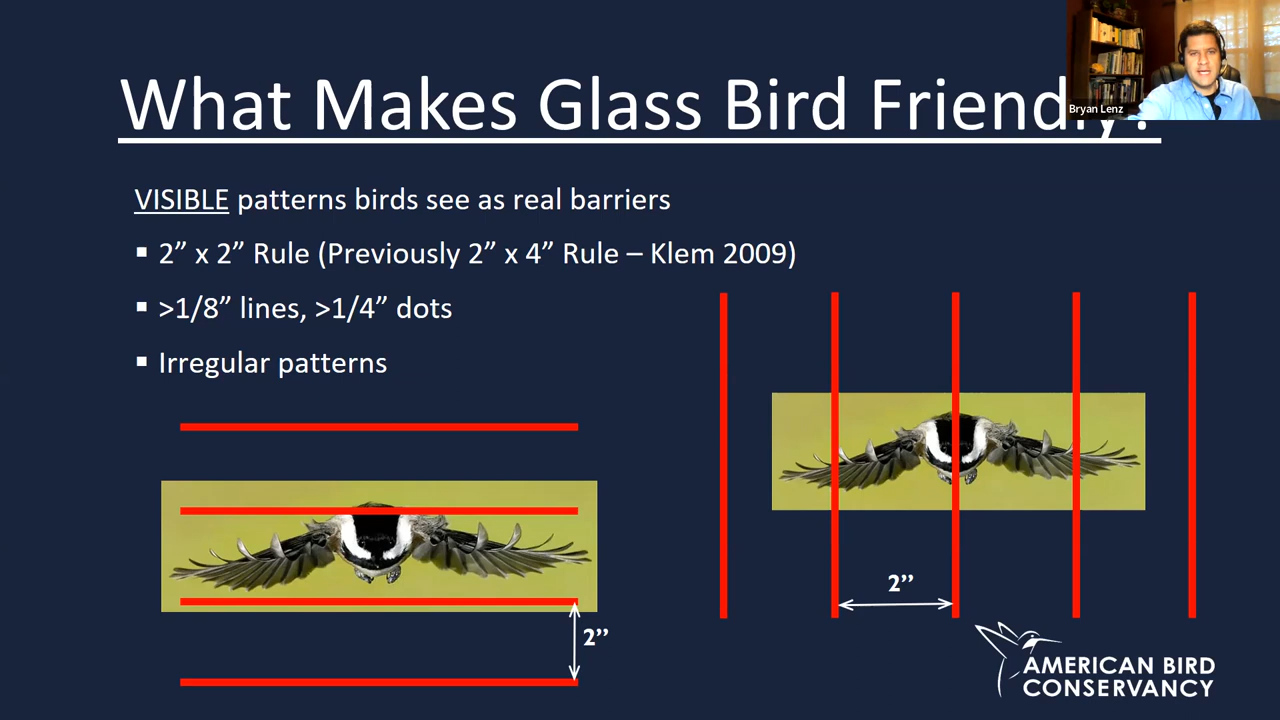 What Makes Glass Bird Friendly?
Bryan Lenz
VISIBLE patterns birds see as real barriers
▪ 2” x 2” Rule (Previously 2” x 4” Rule – Klem 2009)
▪ >1/8” lines, >1/4” dots
▪ Irregular patterns
2”
2”
AMERICAN BIRD
CONSERVANCY